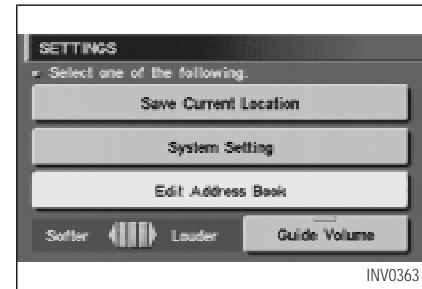 SETTINGS
Select one of the following.
Save Current Location
System Setting
Edit Address Book
Softer Louder Guide Volume
INV0363